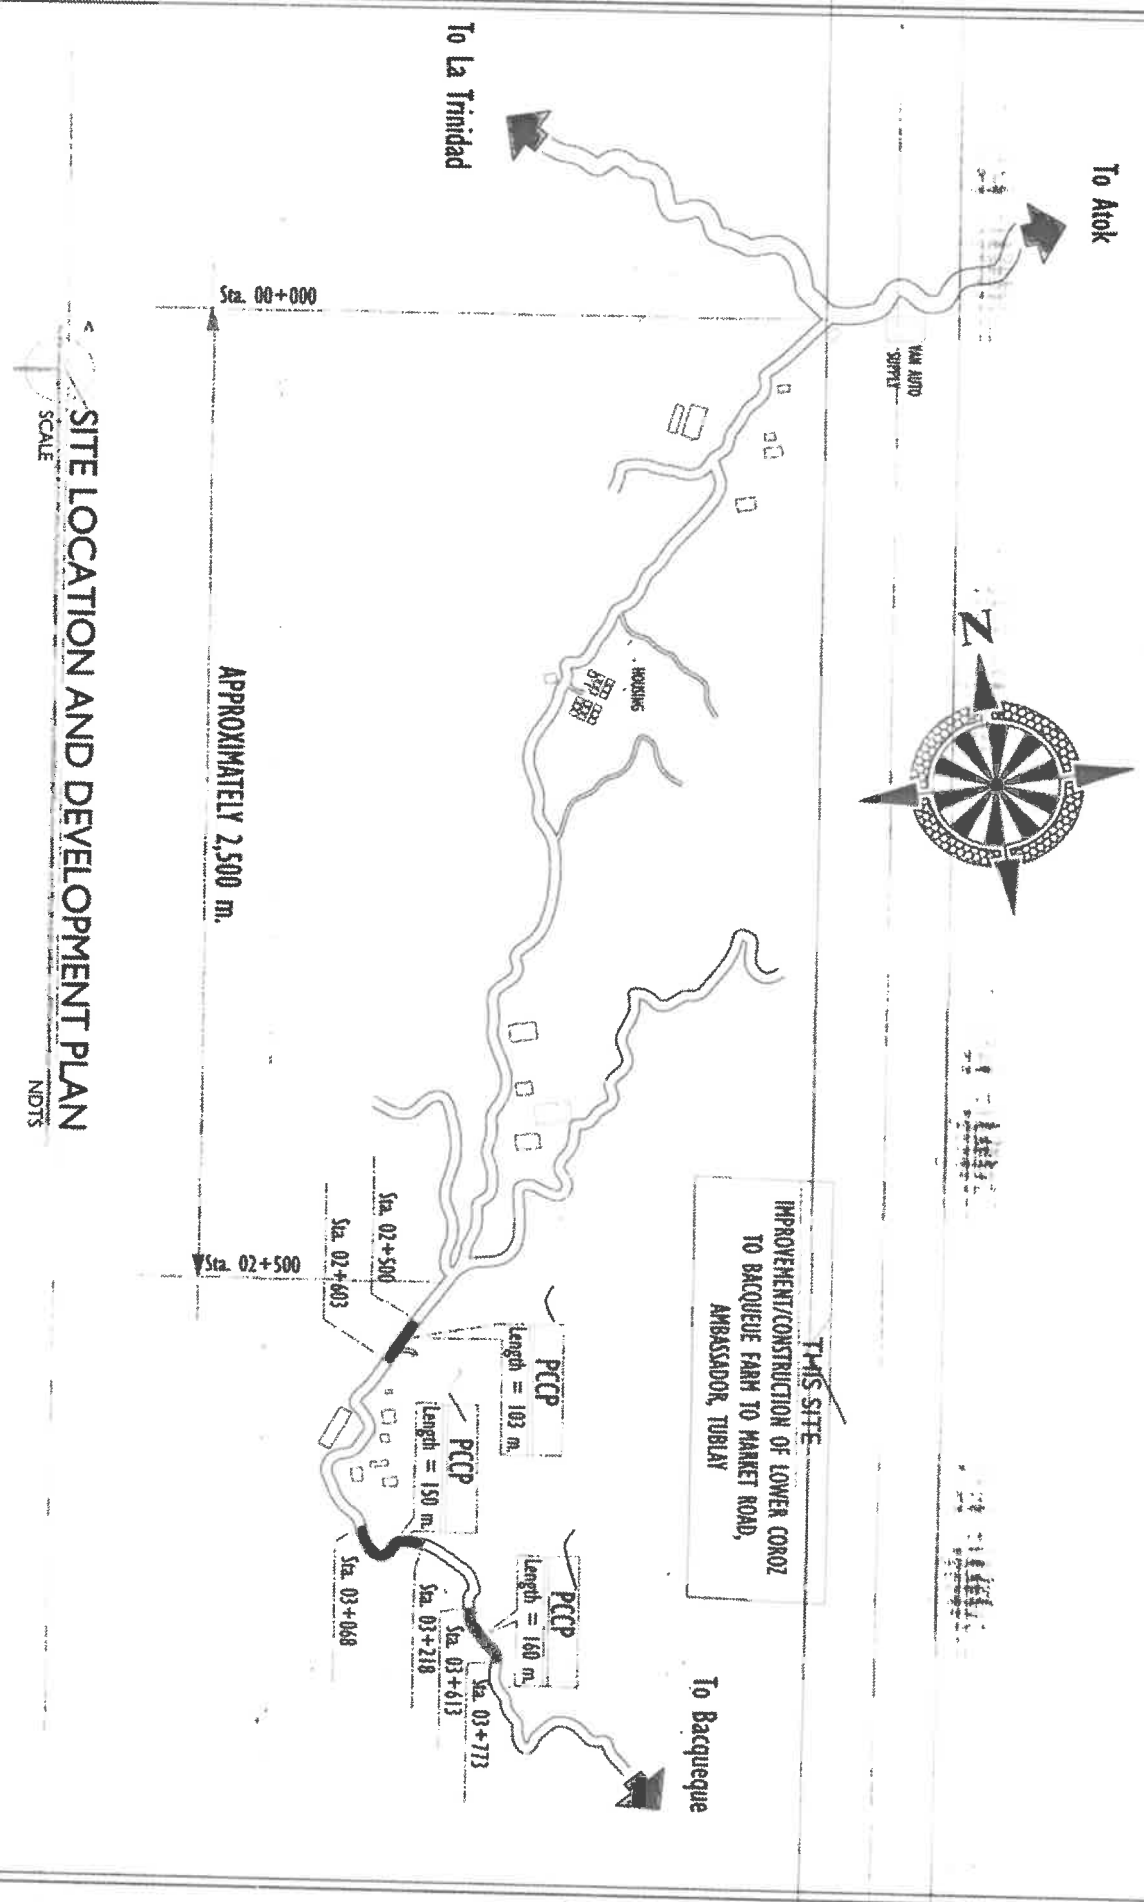 To La Trinidad
To Atok
YAN AUTO
SUPPLY
Sta. 00+000
N
HOUSING
APPROXIMATELY 2,500 m.
THIS SITE
IMPROVEMENT/CONSTRUCTION OF LOWER COROZ
TO BACQUEUE FARM TO MARKET ROAD,
AMBASSADOR, TUBLAY
Sta. 02+500
Sta. 02+500
Sta. 02+603
PCCP
Length = 103 m.
PCCP
Length = 150 m.
PCCP
Length = 160 m.
Sta. 03+068
Sta. 03+218
Sta. 03+613
Sta. 03+773
To Bacqueque
SITE LOCATION AND DEVELOPMENT PLAN
SCALE
NDTS